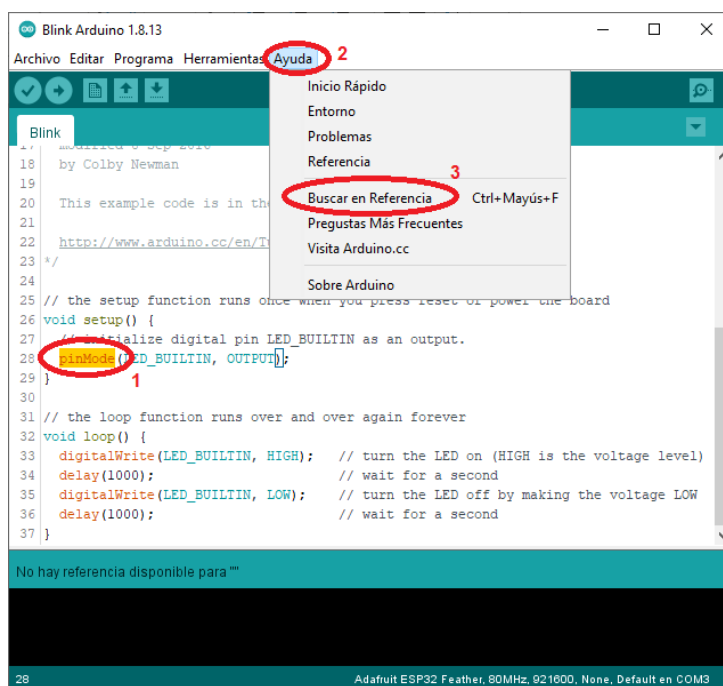 Blink Arduino 1.8.13
Archivo Editar Programa Herramientas Ayuda 2
Inicio Rápido
Entorno
Problemas
Referencia
3
Buscar en Referencia Ctrl+Mayús+F
Pregustas Más Frecuentes
Visita Arduino.cc
Sobre Arduino
Blink
18 by Colby Newman
19
20 This example code is in the
21
22 http://www.arduino.cc/en/Tu
23 */
24
25 // the setup function runs once when you press reset or power the board
26 void setup() {
27 // initialize digital pin LED_BUILTIN as an output.
28 pinMode(LED_BUILTIN, OUTPUT);
29 }
1
30
31 // the loop function runs over and over again forever
32 void loop() {
33 digitalWrite(LED_BUILTIN, HIGH); // turn the LED on (HIGH is the voltage level)
34 delay(1000); // wait for a second
35 digitalWrite(LED_BUILTIN, LOW); // turn the LED off by making the voltage LOW
36 delay(1000); // wait for a second
37 }
No hay referencia disponible para ""
28 Adafruit ESP32 Feather, 80MHz, 921600, None, Default en COM3